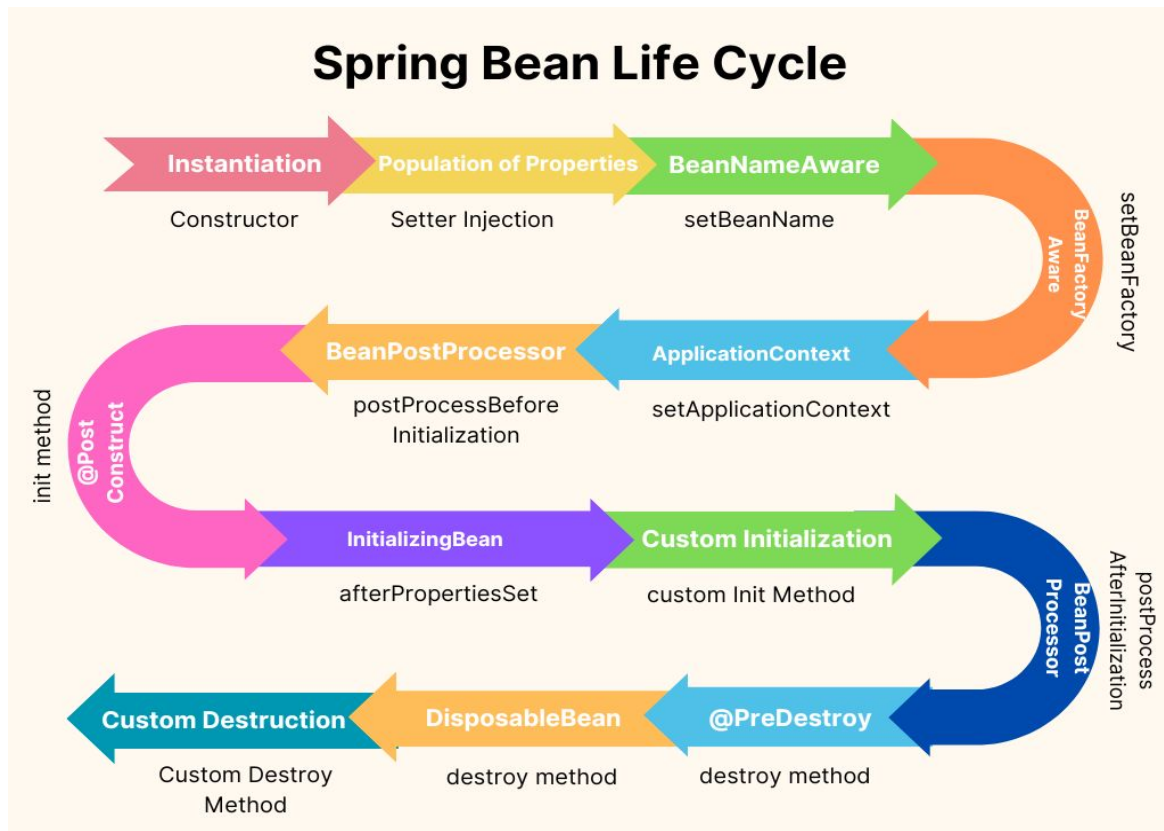 Spring Bean Life Cycle
Instantiation
Population of Properties
BeanNameAware
Constructor
Setter Injection
setBeanName
BeanFactory
Aware
setBeanFactory
ApplicationContext
setApplicationContext
BeanPostProcessor
postProcessBefore
Initialization
@Post
Construct
init method
InitializingBean
afterPropertiesSet
Custom Initialization
custom Init Method
BeanPost
Processor
postProcess
AfterInitialization
@PreDestroy
destroy method
DisposableBean
destroy method
Custom Destruction
Custom Destroy
Method